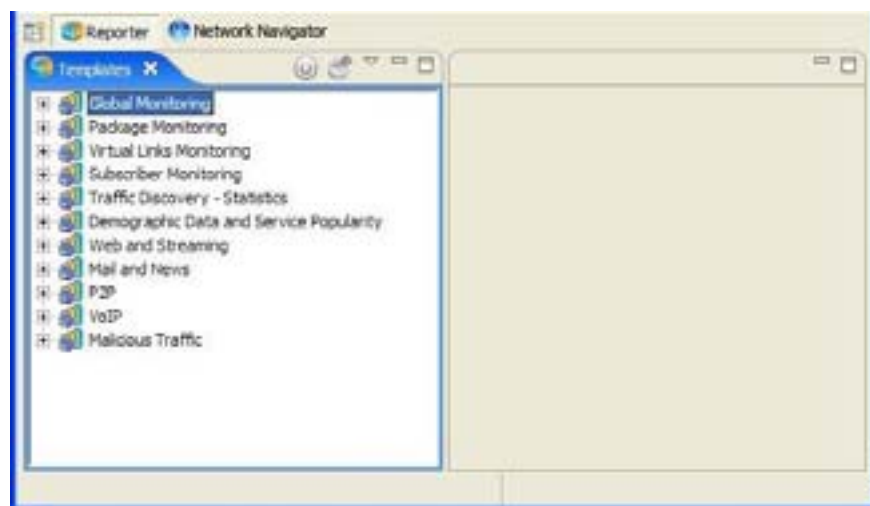 Reporter Network Navigator
Templates
Global Monitoring
Package Monitoring
Virtual Links Monitoring
Subscriber Monitoring
Traffic Discovery - Statistics
Demographic Data and Service Popularity
Web and Streaming
Mail and News
P2P
VoIP
Malicious Traffic